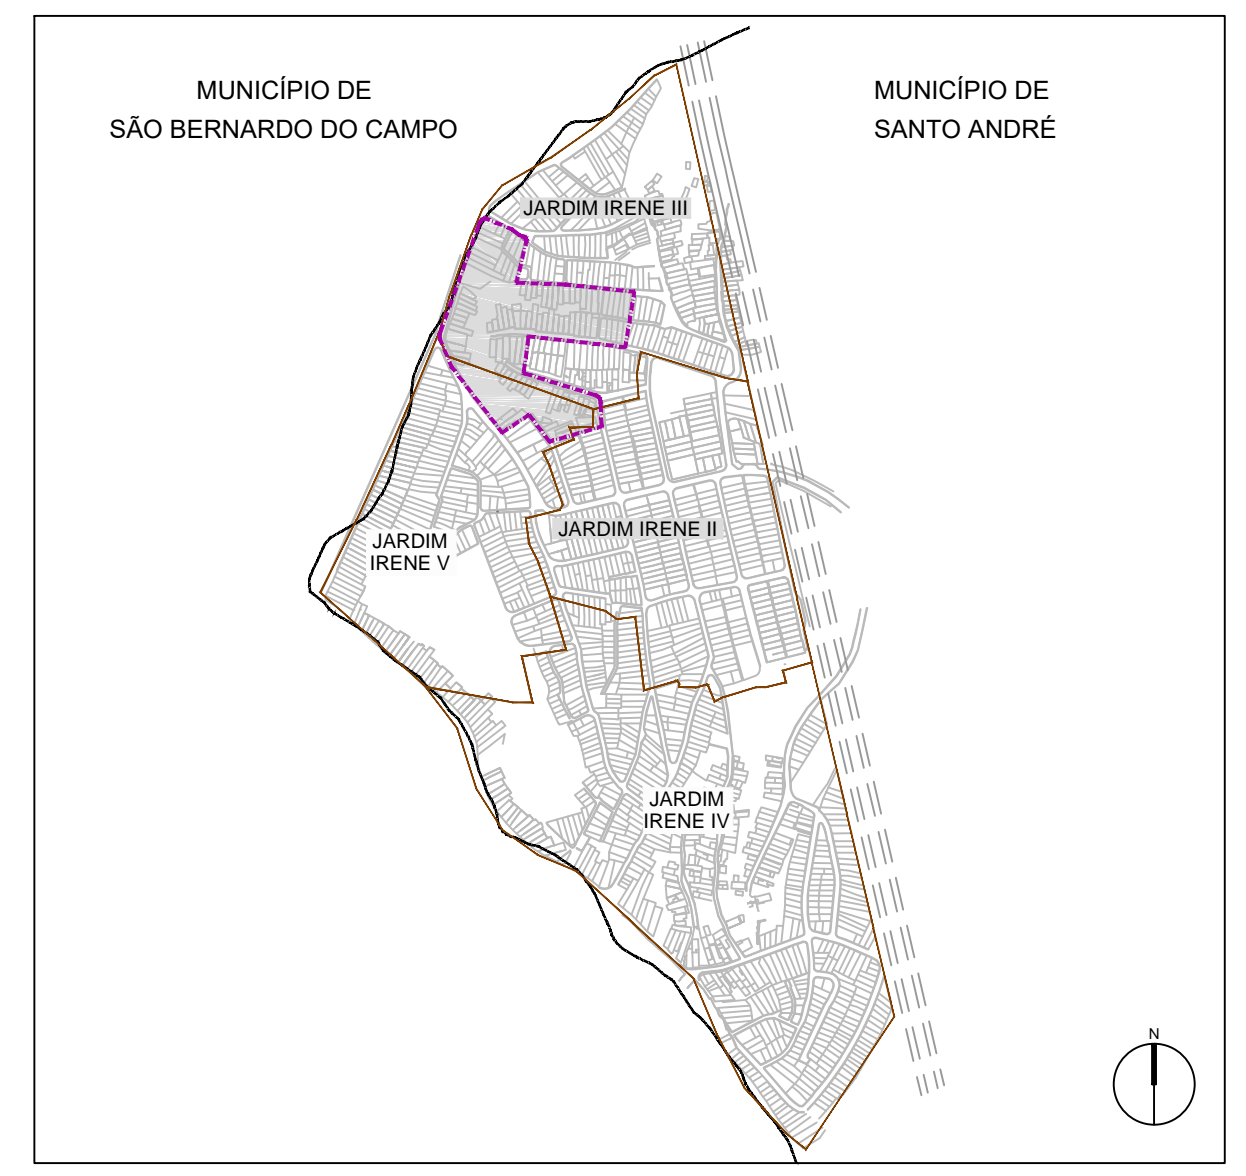 MUNICÍPIO DE
SÃO BERNARDO DO CAMPO
MUNICÍPIO DE
SANTO ANDRÉ
JARDIM IRENE III
JARDIM IRENE II
JARDIM
IRENE V
JARDIM
IRENE IV
N